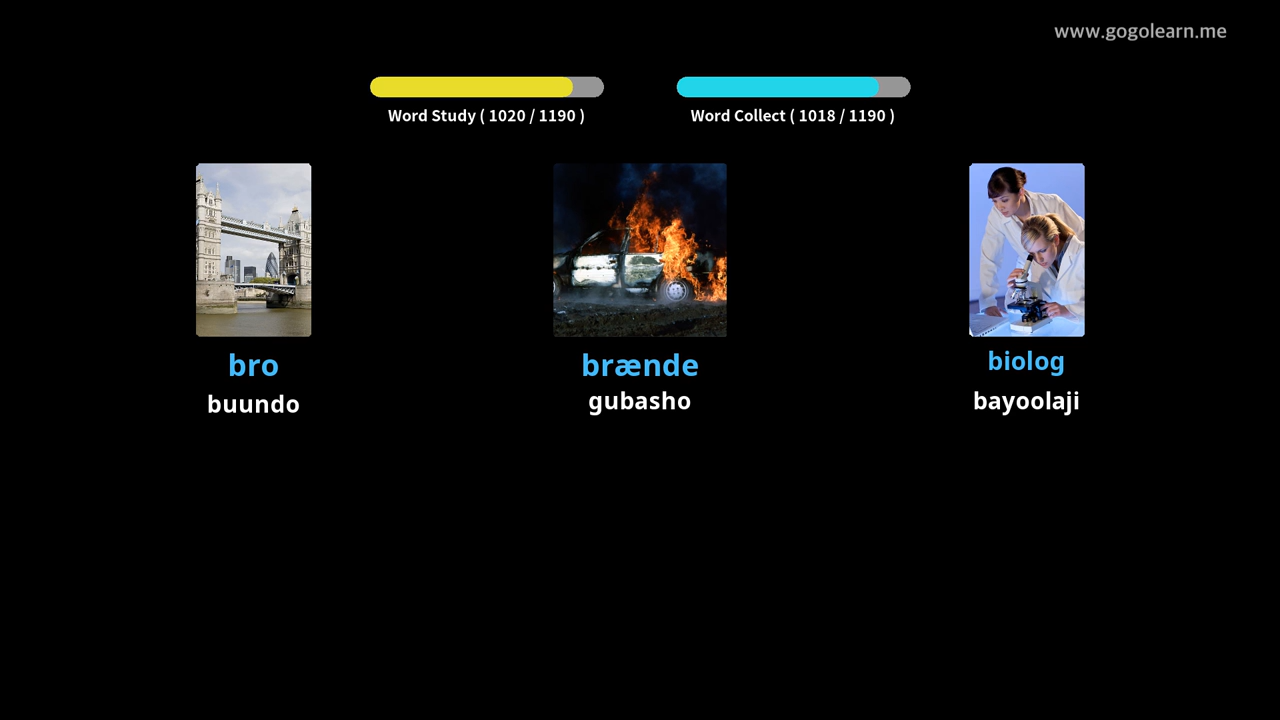 www.gogolearn.me
Word Study ( 1020 / 1190 )
Word Collect ( 1018 / 1190 )
bro
buundo
brænde
gubasho
biolog
bayoolaji